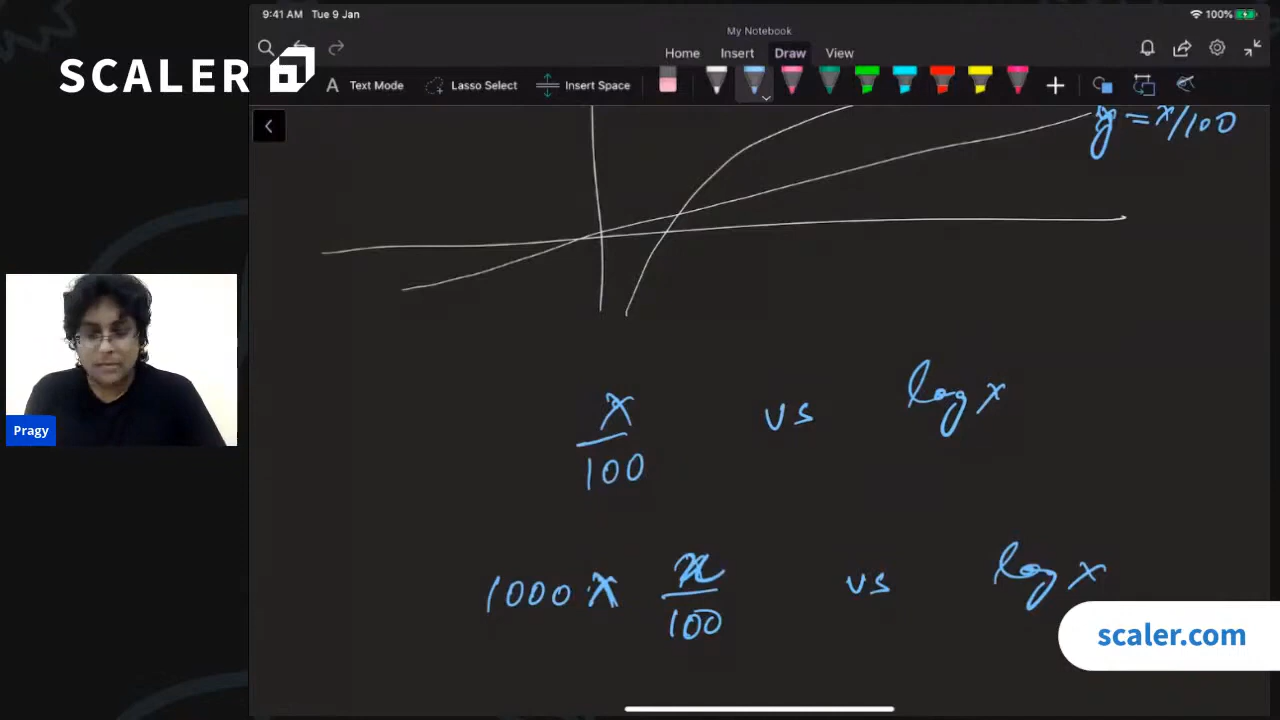 9:41 AM Tue 9 Jan
100%
My Notebook
Home Insert Draw View
SCALER
Text Mode Lasso Select Insert Space
y = x/100
x/100 vs log x
Pragy
1000 x x/100 vs log x
scaler.com